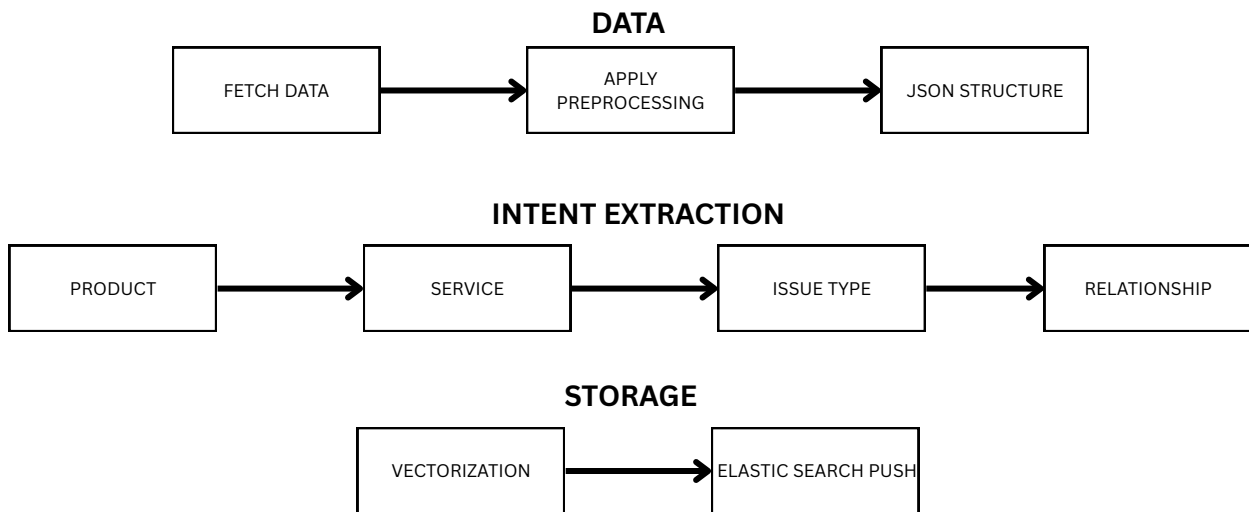 DATA
FETCH DATA
APPLY
PREPROCESSING
JSON STRUCTURE
INTENT EXTRACTION
PRODUCT
SERVICE
ISSUE TYPE
RELATIONSHIP
STORAGE
VECTORIZATION
ELASTIC SEARCH PUSH